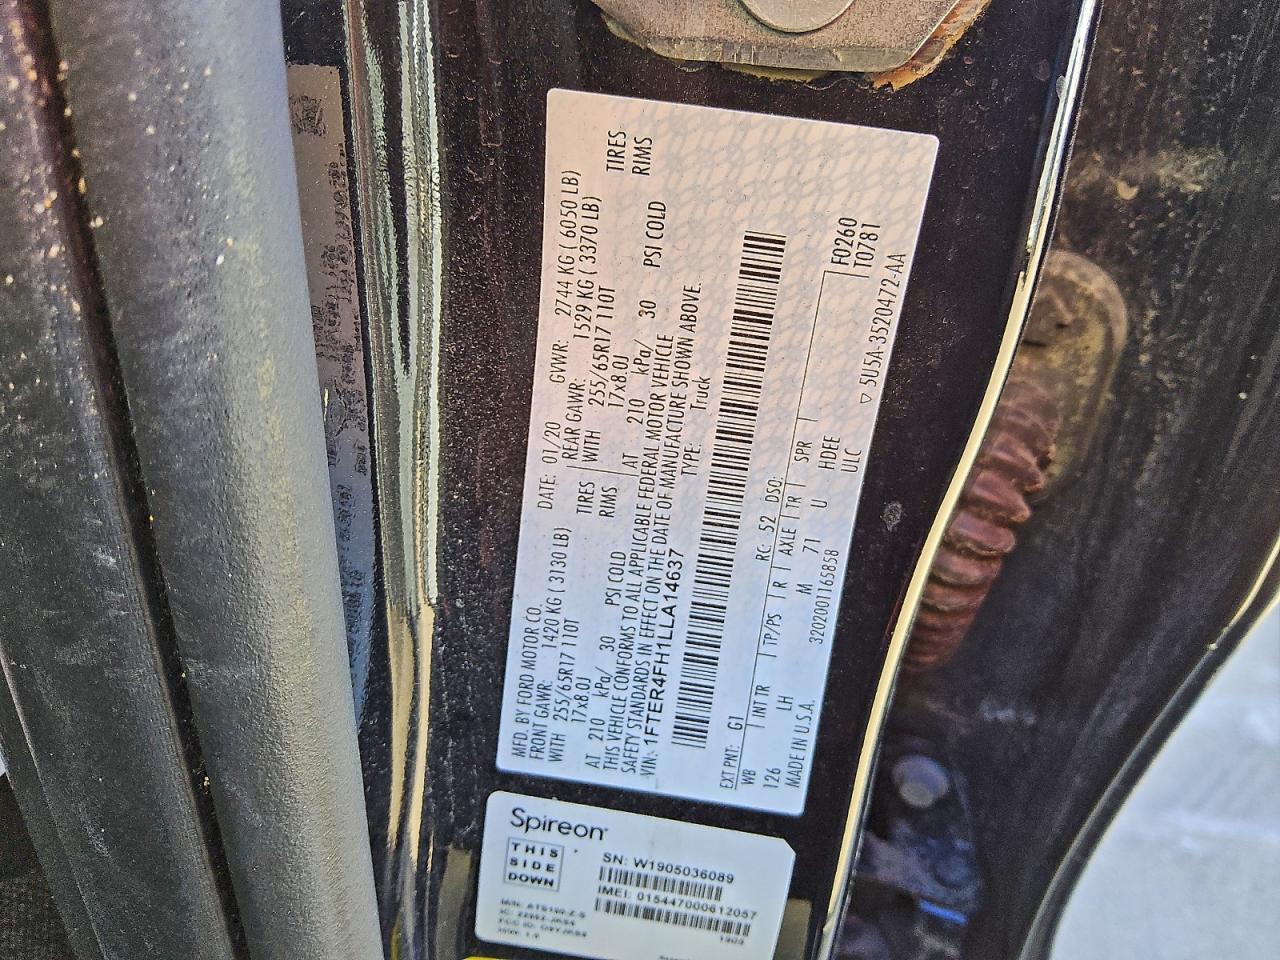 MFD. BY FORD MOTOR CO.
DATE: 01/20 GVWR: 2744 KG ( 6050 LB)
FRONT GAWR: 1420 KG ( 3130 LB)
REAR GAWR: 1529 KG ( 3370 LB)
WITH 255/65R17 110T TIRES
WITH 255/65R17 110T TIRES
17x8.0J RIMS
17x8.0J RIMS
AT 210 kPa/ 30 PSI COLD
AT 210 kPa/ 30 PSI COLD
THIS VEHICLE CONFORMS TO ALL APPLICABLE FEDERAL MOTOR VEHICLE
SAFETY STANDARDS IN EFFECT ON THE DATE OF MANUFACTURE SHOWN ABOVE.
VIN: 1FTER4FH1LLA14637
TYPE: Truck
EXT PNT: G1 RC: 52 DSO:
WB INT TR TP/PS R AXLE TR SPR
126 LH M 71 U HDEE
F0260
T0781
MADE IN U.S.A.
3202001165858
ULC
▽ 5U5A-3520472-AA
Spireon
THIS
SIDE
DOWN
SN: W1905036089
IMEI: 015447000612057